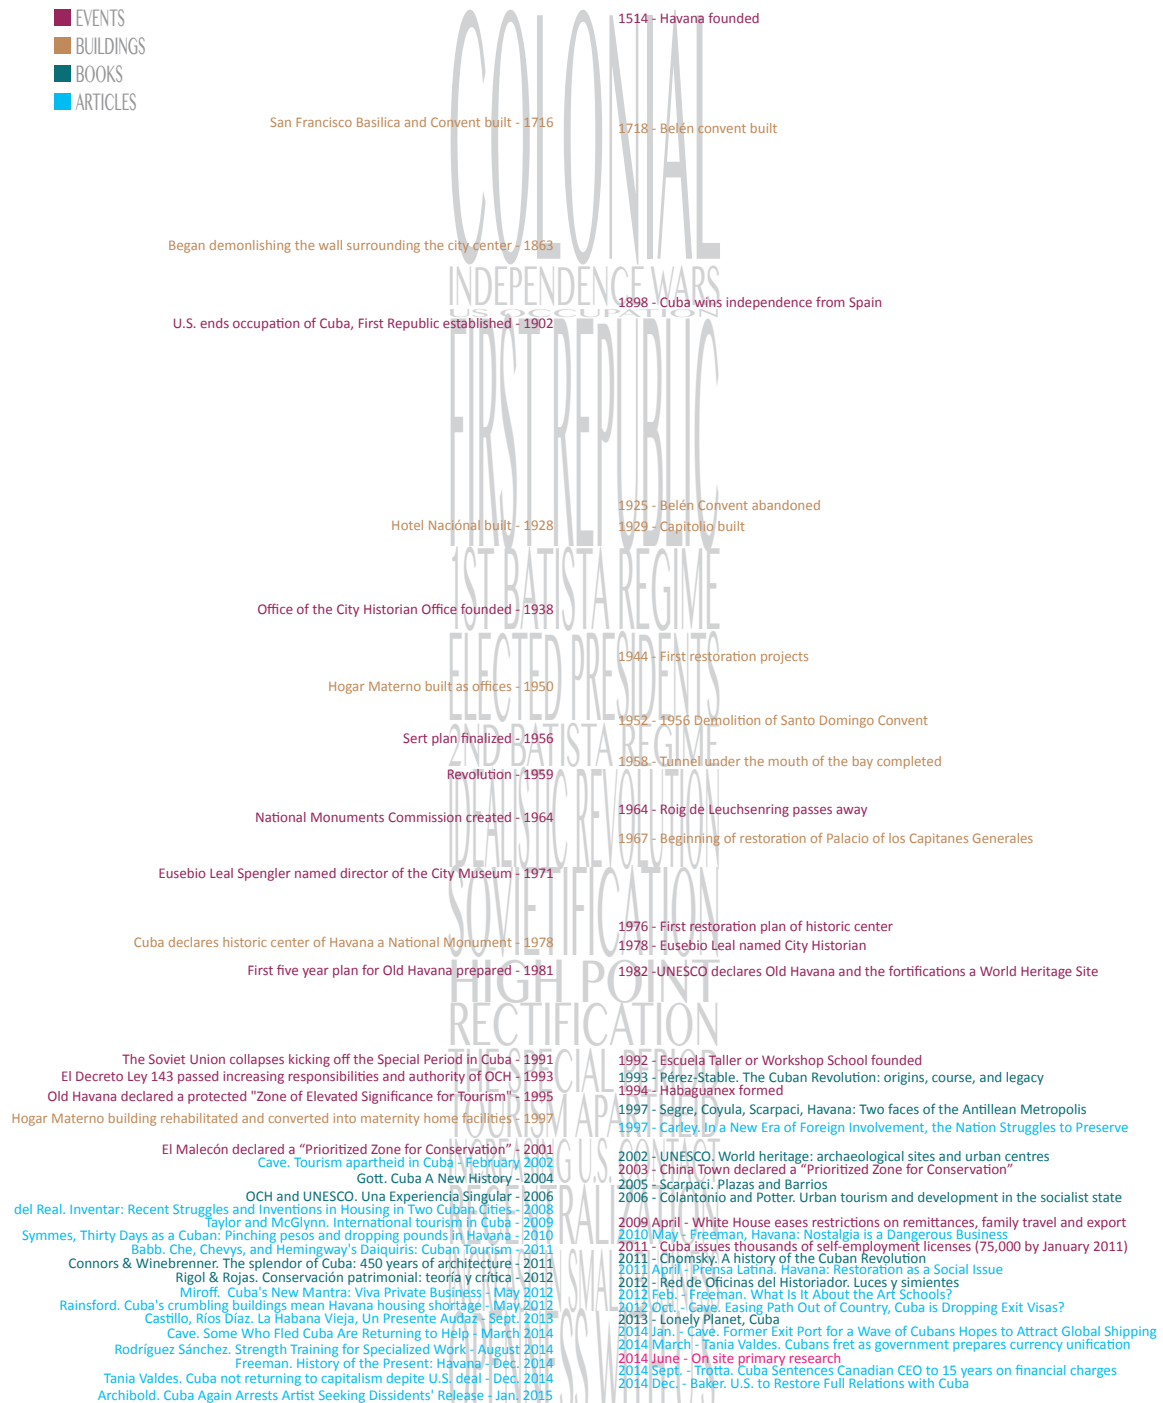 EVENTS
BUILDINGS
BOOKS
ARTICLES
COLONIAL
1514 - Havana founded
San Francisco Basilica and Convent built - 1716
1718 - Belén convent built
Began demonlishing the wall surrounding the city center - 1863
INDEPENDENCE WARS
1898 - Cuba wins independence from Spain
US OCCUPATION
U.S. ends occupation of Cuba, First Republic established - 1902
FIRST REPUBLIC
1925 - Belén Convent abandoned
Hotel Naciónal built - 1928
1929 - Capitolio built
1ST BATISTA REGIME
Office of the City Historian Office founded - 1938
ELECTED PRESIDENTS
1944 - First restoration projects
Hogar Materno built as offices - 1950
1952 - 1956 Demolition of Santo Domingo Convent
2ND BATISTA REGIME
Sert plan finalized - 1956
1958 - Tunnel under the mouth of the bay completed
Revolution - 1959
IDEALISTIC REVOLUTION
1964 - Roig de Leuchsenring passes away
National Monuments Commission created - 1964
1967 - Beginning of restoration of Palacio of los Capitanes Generales
Eusebio Leal Spengler named director of the City Museum - 1971
SOVIETIFICATION
1976 - First restoration plan of historic center
Cuba declares historic center of Havana a National Monument - 1978
1978 - Eusebio Leal named City Historian
First five year plan for Old Havana prepared - 1981
1982 -UNESCO declares Old Havana and the fortifications a World Heritage Site
HIGH POINT
RECTIFICATION
The Soviet Union collapses kicking off the Special Period in Cuba - 1991
1992 - Escuela Taller or Workshop School founded
THE SPECIAL PERIOD
El Decreto Ley 143 passed increasing responsibilities and authority of OCH - 1993
1993 - Pérez-Stable. The Cuban Revolution: origins, course, and legacy
1994 - Habaguanex formed
Old Havana declared a protected "Zone of Elevated Significance for Tourism" - 1995
TOURISM APARTHEID
1997 - Segre, Coyula, Scarpaci, Havana: Two faces of the Antillean Metropolis
Hogar Materno building rehabilitated and converted into maternity home facilities - 1997
1997 - Carley. In a New Era of Foreign Involvement, the Nation Struggles to Preserve
El Malecón declared a “Prioritized Zone for Conservation” - 2001
INCREASING U.S. CONTACT
Cave. Tourism apartheid in Cuba - February 2002
2002 - UNESCO. World heritage: archaeological sites and urban centres
2003 - China Town declared a “Prioritized Zone for Conservation”
Gott. Cuba A New History - 2004
2005 - Scarpaci. Plazas and Barrios
OCH and UNESCO. Una Experiencia Singular - 2006
2006 - Colantonio and Potter. Urban tourism and development in the socialist state
RECENTRALIZATION
del Real. Inventar: Recent Struggles and Inventions in Housing in Two Cuban Cities - 2008
Taylor and McGlynn. International tourism in Cuba - 2009
2009 April - White House eases restrictions on remittances, family travel and export
Symmes, Thirty Days as a Cuban: Pinching pesos and dropping pounds in Havana - 2010
2010 May - Freeman, Havana: Nostalgia is a Dangerous Business
Babb. Che, Chevys, and Hemingway's Daiquiris: Cuban Tourism - 2011
2011 - Cuba issues thousands of self-employment licenses (75,000 by January 2011)
Connors & Winebrenner. The splendor of Cuba: 450 years of architecture - 2011
2011 - Chomsky. A history of the Cuban Revolution
2011 April - Prensa Latina. Havana: Restoration as a Social Issue
Rigol & Rojas. Conservación patrimonial: teoría y crítica - 2012
2012 - Red de Oficinas del Historiador. Luces y simientes
Miroff. Cuba's New Mantra: Viva Private Business - May 2012
2012 Feb. - Freeman. What Is It About the Art Schools?
Rainsford. Cuba's crumbling buildings mean Havana housing shortage - May 2012
2012 Oct. - Cave. Easing Path Out of Country, Cuba is Dropping Exit Visas?
Castillo, Ríos Díaz. La Habana Vieja, Un Presente Audaz - Sept. 2013
2013 - Lonely Planet, Cuba
Cave. Some Who Fled Cuba Are Returning to Help - March 2014
2014 Jan. - Cave. Former Exit Port for a Wave of Cubans Hopes to Attract Global Shipping
2014 March - Tania Valdes. Cubans fret as government prepares currency unification
Rodríguez Sánchez. Strength Training for Specialized Work - August 2014
2014 June - On site primary research
Freeman. History of the Present: Havana - Dec. 2014
2014 Sept. - Trotta. Cuba Sentences Canadian CEO to 15 years on financial charges
Tania Valdes. Cuba not returning to capitalism depite U.S. deal - Dec. 2014
2014 Dec. - Baker. U.S. to Restore Full Relations with Cuba
Archibold. Cuba Again Arrests Artist Seeking Dissidents' Release - Jan. 2015